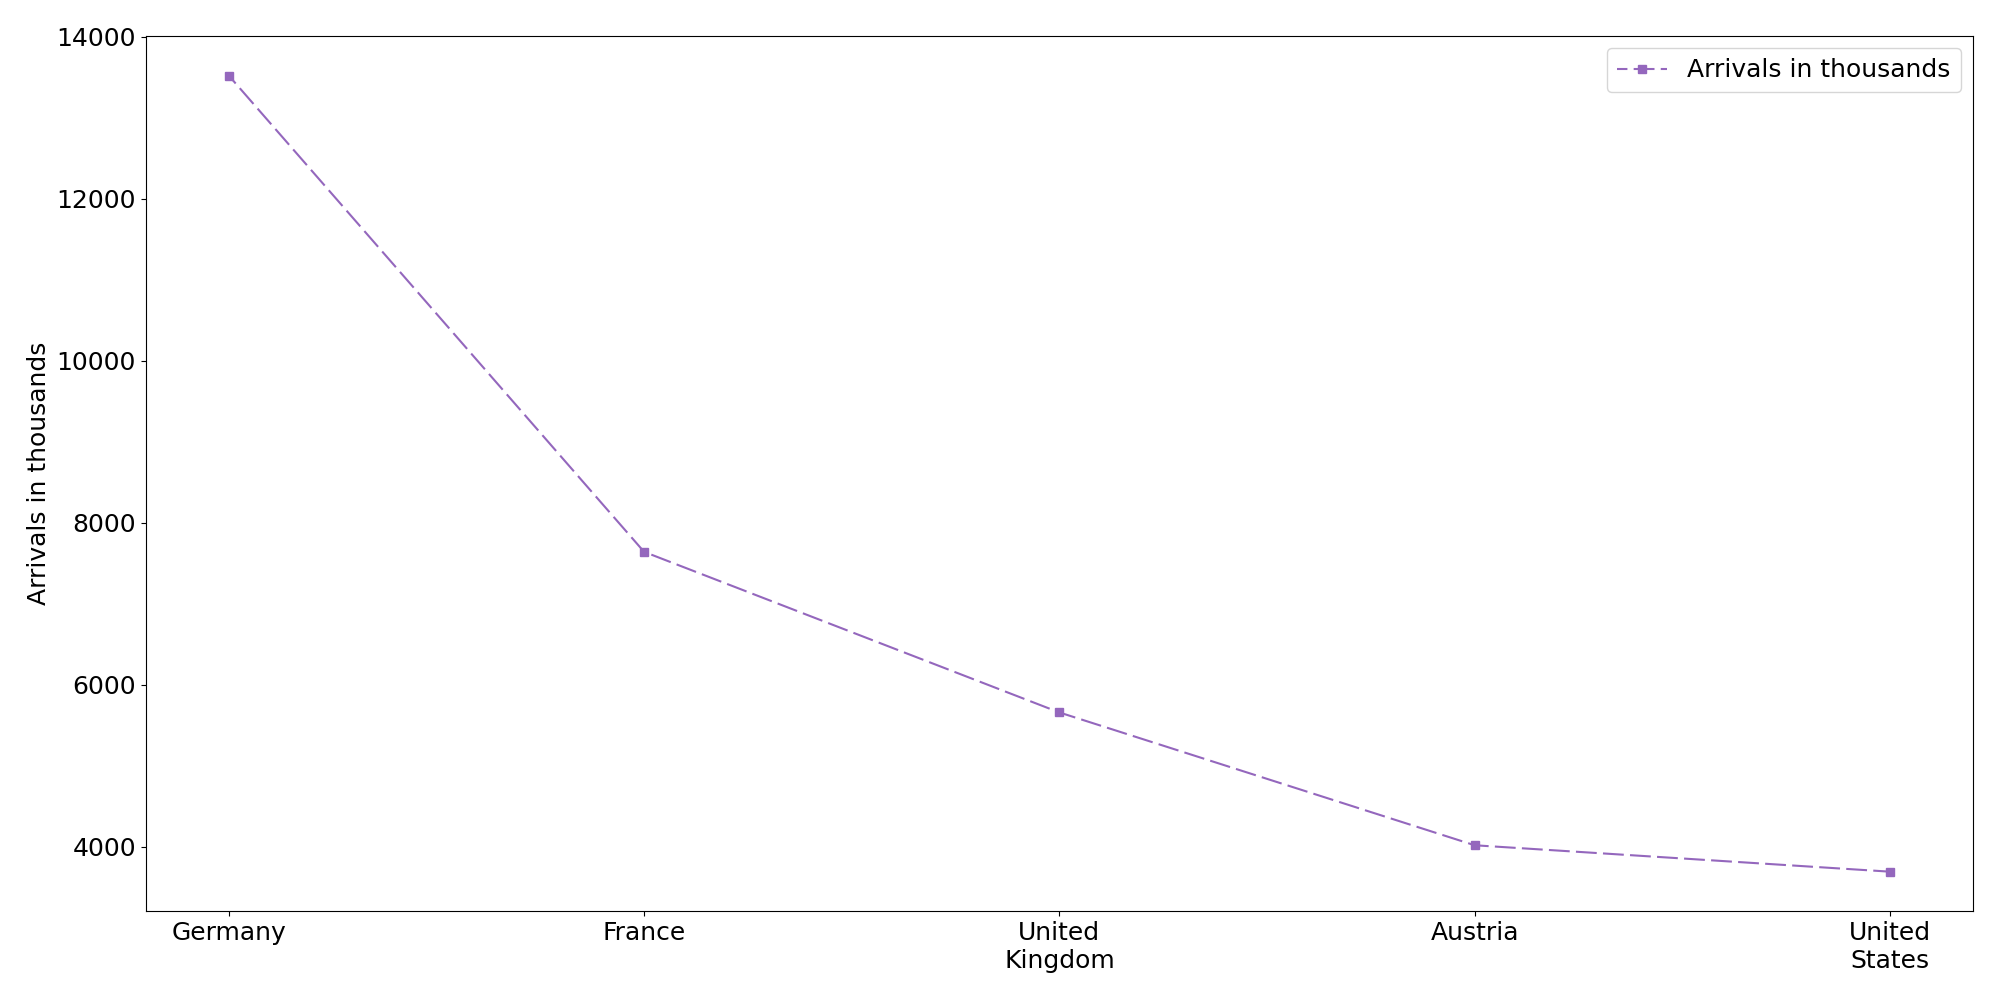 14000
12000
10000
8000
6000
4000
Arrivals in thousands
Arrivals in thousands
Germany
France
United
Kingdom
Austria
United
States